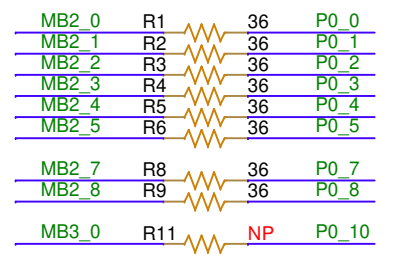 MB2_0 R1 36 P0_0
MB2_1 R2 36 P0_1
MB2_2 R3 36 P0_2
MB2_3 R4 36 P0_3
MB2_4 R5 36 P0_4
MB2_5 R6 36 P0_5
MB2_7 R8 36 P0_7
MB2_8 R9 36 P0_8
MB3_0 R11 NP P0_10